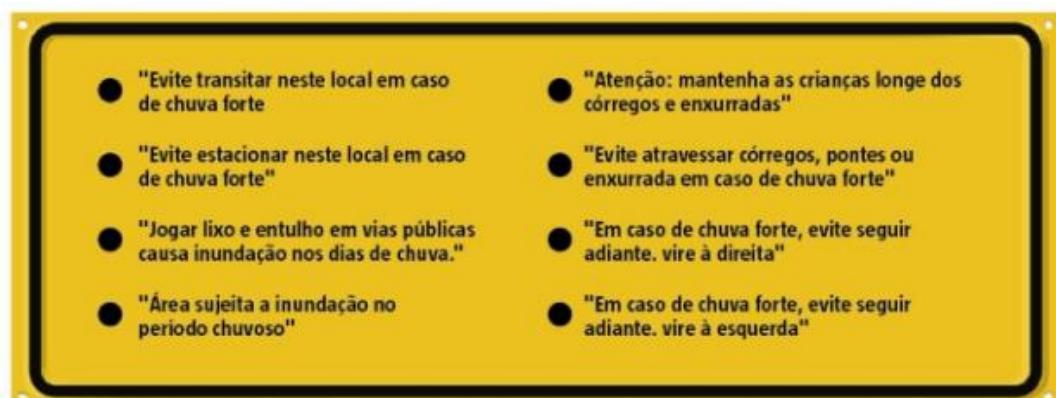 "Evite transitar neste local em caso
de chuva forte
"Evite estacionar neste local em caso
de chuva forte"
"Jogar lixo e entulho em vias públicas
causa inundação nos dias de chuva."
"Área sujeita a inundação no
periodo chuvoso"
"Atenção: mantenha as crianças longe dos
córregos e enxurradas"
"Evite atravessar córregos, pontes ou
enxurrada em caso de chuva forte"
"Em caso de chuva forte, evite seguir
adiante. vire à direita"
"Em caso de chuva forte, evite seguir
adiante. vire à esquerda"